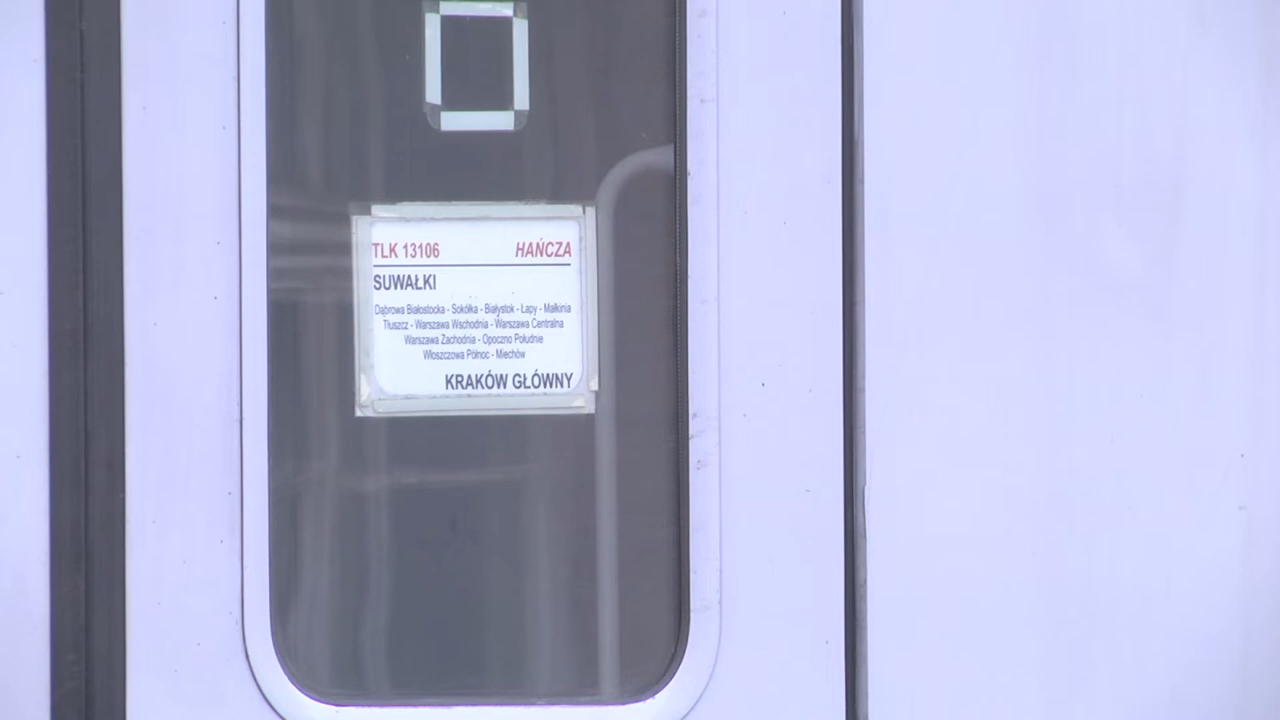 TLK 13106 HAŃCZA
SUWAŁKI
Dąbrowa Białostocka - Sokółka - Białystok - Łapy - Małkinia
Tłuszcz - Warszawa Wschodnia - Warszawa Centralna
Warszawa Zachodnia - Opoczno Południe
Włoszczowa Północ - Miechów
KRAKÓW GŁÓWNY